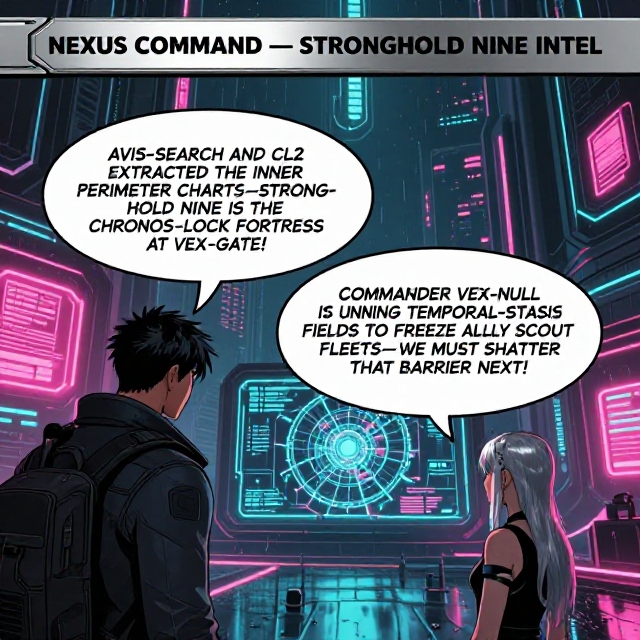 NEXUS COMMAND — STRONGHOLD NINE INTEL
AVIS-SEARCH AND CL2
EXTRACTED THE INNER
PERIMETER CHARTS—STRONG-
HOLD NINE IS THE
CHRONOS-LOCK FORTRESS
AT VEX-GATE!
COMMANDER VEX-NULL
IS UNNING TEMPORAL-STASIS
FIELDS TO FREEZE ALLIY SCOUT
FLEETS—WE MUST SHATTER
THAT BARRIER NEXT!